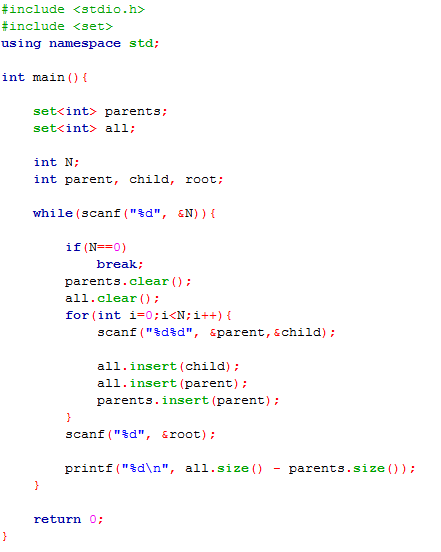 #include <stdio.h>
#include <set>
using namespace std;
int main(){
set<int> parents;
set<int> all;
int N;
int parent, child, root;
while(scanf("%d", &N)){
if(N==0)
break;
parents.clear();
all.clear();
for(int i=0;i<N;i++){
scanf("%d%d", &parent,&child);
all.insert(child);
all.insert(parent);
parents.insert(parent);
}
scanf("%d", &root);
printf("%d\n", all.size() - parents.size());
}
return 0;
}